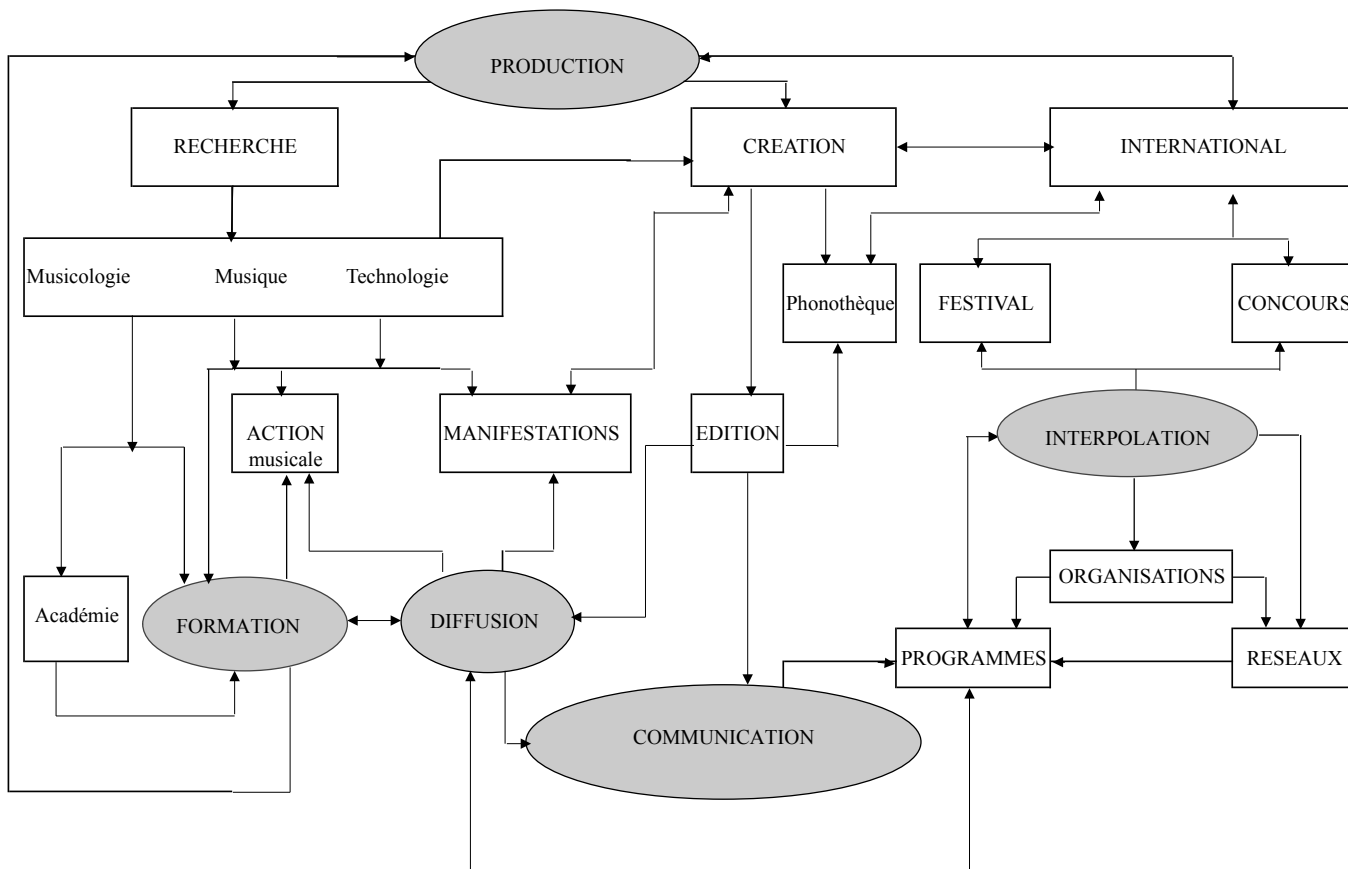 PRODUCTION
RECHERCHE
CREATION
INTERNATIONAL
Musicologie Musique Technologie
Phonothèque
FESTIVAL
CONCOURS
ACTION
musicale
MANIFESTATIONS
EDITION
INTERPOLATION
ORGANISATIONS
Académie
FORMATION
DIFFUSION
PROGRAMMES
RESEAUX
COMMUNICATION